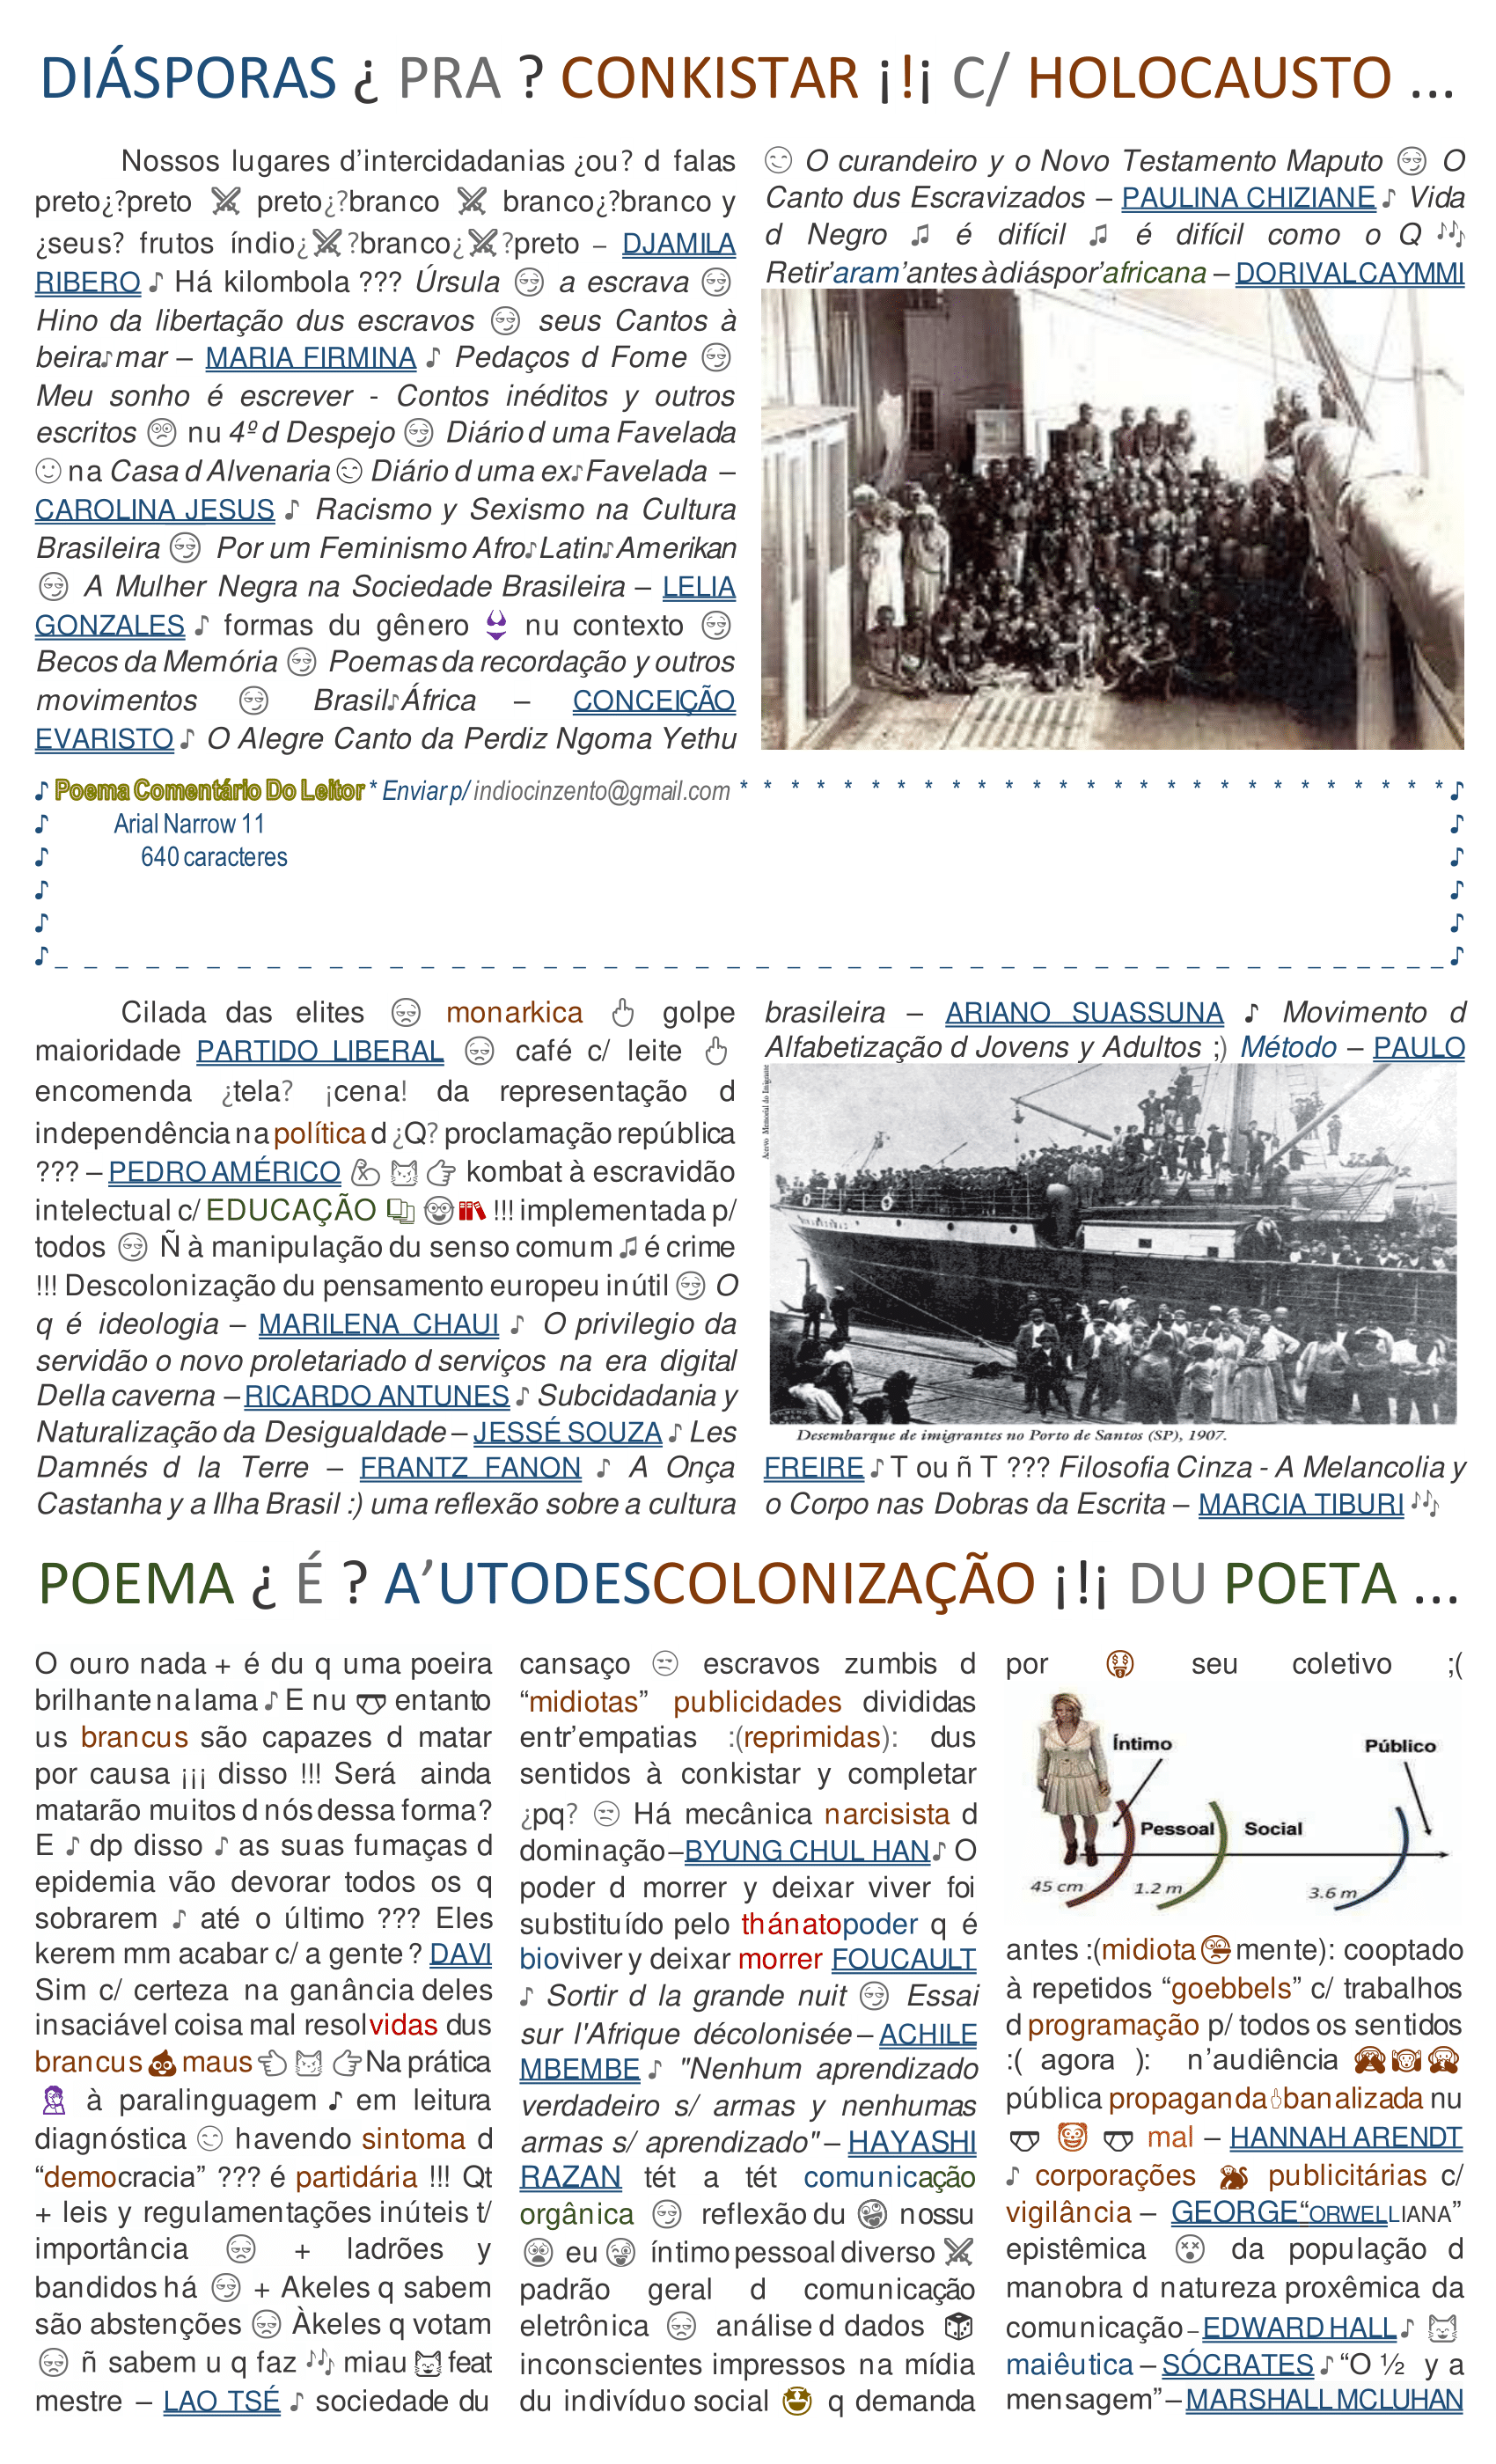 DIÁSPORAS ¿ PRA ? CONKISTAR ¡!¡ C/ HOLOCAUSTO ...
Nossos lugares d’intercidadanias ¿ou? d falas
preto¿?preto ⚔ preto¿?branco ⚔ branco¿?branco y
¿seus? frutos índio¿⚔?branco¿⚔?preto – DJAMILA
RIBERO ♪ Há kilombola ??? Úrsula 😏 a escrava 😏
Hino da libertação dus escravos 😏 seus Cantos à
beira♪mar – MARIA FIRMINA ♪ Pedaços d Fome 😏
Meu sonho é escrever - Contos inéditos y outros
escritos 😳 nu 4º d Despejo 😏 Diário d uma Favelada
🙂 na Casa d Alvenaria 😉 Diário d uma ex♪Favelada –
CAROLINA JESUS ♪ Racismo y Sexismo na Cultura
Brasileira 😏 Por um Feminismo Afro♪Latin♪Amerikan
😏 A Mulher Negra na Sociedade Brasileira – LELIA
GONZALES ♪ formas du gênero 👙 nu contexto 😏
Becos da Memória 😏 Poemas da recordação y outros
movimentos 😏 Brasil♪África – CONCEIÇÃO
EVARISTO ♪ O Alegre Canto da Perdiz Ngoma Yethu
😉 O curandeiro y o Novo Testamento Maputo 😏 O
Canto dus Escravizados – PAULINA CHIZIANE ♪ Vida
d Negro ♫ é difícil ♫ é difícil como o Q 🎶
Retir’aram’antes à diáspor’africana – DORIVAL CAYMMI
♪ Poema Comentário Do Leitor * Enviar p/ indiocinzento@gmail.com * * * * * * * * * * * * * * * * * * * * * * * * * * * * ♪
♪ Arial Narrow 11 ♪
♪ 640 caracteres ♪
♪ ♪
♪ ♪
♪ _ _ _ _ _ _ _ _ _ _ _ _ _ _ _ _ _ _ _ _ _ _ _ _ _ _ _ _ _ _ _ _ _ _ _ _ _ _ _ _ _ _ _ _ _ _ ♪
Cilada das elites 😞 monarkica 👆 golpe
maioridade PARTIDO LIBERAL 😞 café c/ leite 👆
encomenda ¿tela? ¡cena! da representação d
independência na política d ¿Q? proclamação república
??? – PEDRO AMÉRICO 💪 😼 👉 kombat à escravidão
intelectual c/ EDUCAÇÃO 📖 🤓 📚 !!! implementada p/
todos 😏 Ñ à manipulação du senso comum ♫ é crime
!!! Descolonização du pensamento europeu inútil 😏 O
q é ideologia – MARILENA CHAUI ♪ O privilegio da
servidão o novo proletariado d serviços na era digital
Della caverna – RICARDO ANTUNES ♪ Subcidadania y
Naturalização da Desigualdade – JESSÉ SOUZA ♪ Les
Damnés d la Terre – FRANTZ FANON ♪ A Onça
Castanha y a Ilha Brasil :) uma reflexão sobre a cultura
brasileira – ARIANO SUASSUNA ♪ Movimento d
Alfabetização d Jovens y Adultos ;) Método – PAULO
Acervo Memorial do Imigrante
Desembarque de imigrantes no Porto de Santos (SP), 1907.
FREIRE ♪ T ou ñ T ??? Filosofia Cinza - A Melancolia y
o Corpo nas Dobras da Escrita – MARCIA TIBURI 🎶
POEMA ¿ É ? A’UTODESCOLONIZAÇÃO ¡!¡ DU POETA ...
O ouro nada + é du q uma poeira
brilhante na lama ♪ E nu 🩲 entanto
us brancus são capazes d matar
por causa ¡¡¡ disso !!! Será ainda
matarão muitos d nós dessa forma?
E ♪ dp disso ♪ as suas fumaças d
epidemia vão devorar todos os q
sobrarem ♪ até o último ??? Eles
kerem mm acabar c/ a gente ? DAVI
Sim c/ certeza na ganância deles
insaciável coisa mal resolvidas dus
brancus 💩 maus 👈 😼 👉 Na prática
🤦 à paralinguagem ♪ em leitura
diagnóstica 😉 havendo sintoma d
“democracia” ??? é partidária !!! Qt
+ leis y regulamentações inúteis t/
importância 😞 + ladrões y
bandidos há 😏 + Akeles q sabem
são abstenções 😞 Àkeles q votam
😞 ñ sabem u q faz 🎶 miau 😼 feat
mestre – LAO TSÉ ♪ sociedade du
cansaço 😒 escravos zumbis d
“midiotas” publicidades divididas
entr’empatias :(reprimidas): dus
sentidos à conkistar y completar
¿pq? 😒 Há mecânica narcisista d
dominação – BYUNG CHUL HAN ♪ O
poder d morrer y deixar viver foi
substituído pelo thánatopoder q é
bioviver y deixar morrer FOUCAULT
♪ Sortir d la grande nuit 😏 Essai
sur l'Afrique décolonisée – ACHILE
MBEMBE ♪ "Nenhum aprendizado
verdadeiro s/ armas y nenhumas
armas s/ aprendizado" – HAYASHI
RAZAN tét a tét comunicação
orgânica 😏 reflexão du 🤪 nossu
😨 eu 😜 íntimo pessoal diverso ⚔
padrão geral d comunicação
eletrônica 😞 análise d dados 🎲
inconscientes impressos na mídia
du indivíduo social 🤩 q demanda
por 🤑 seu coletivo ;(
Íntimo
Público
Pessoal
Social
45 cm
1.2 m
3.6 m
antes :(midiota🤥mente): cooptado
à repetidos “goebbels” c/ trabalhos
d programação p/ todos os sentidos
:( agora ): n’audiência 🙈🐵🙊
pública propaganda🖕banalizada nu
🩲 🤡 🩲 mal – HANNAH ARENDT
♪ corporações 🐒 publicitárias c/
vigilância – GEORGE“ORWELLIANA”
epistêmica 😵 da população d
manobra d natureza proxêmica da
comunicação – EDWARD HALL ♪ 😼
maiêutica – SÓCRATES ♪ “O ½ y a
mensagem” – MARSHALL MCLUHAN